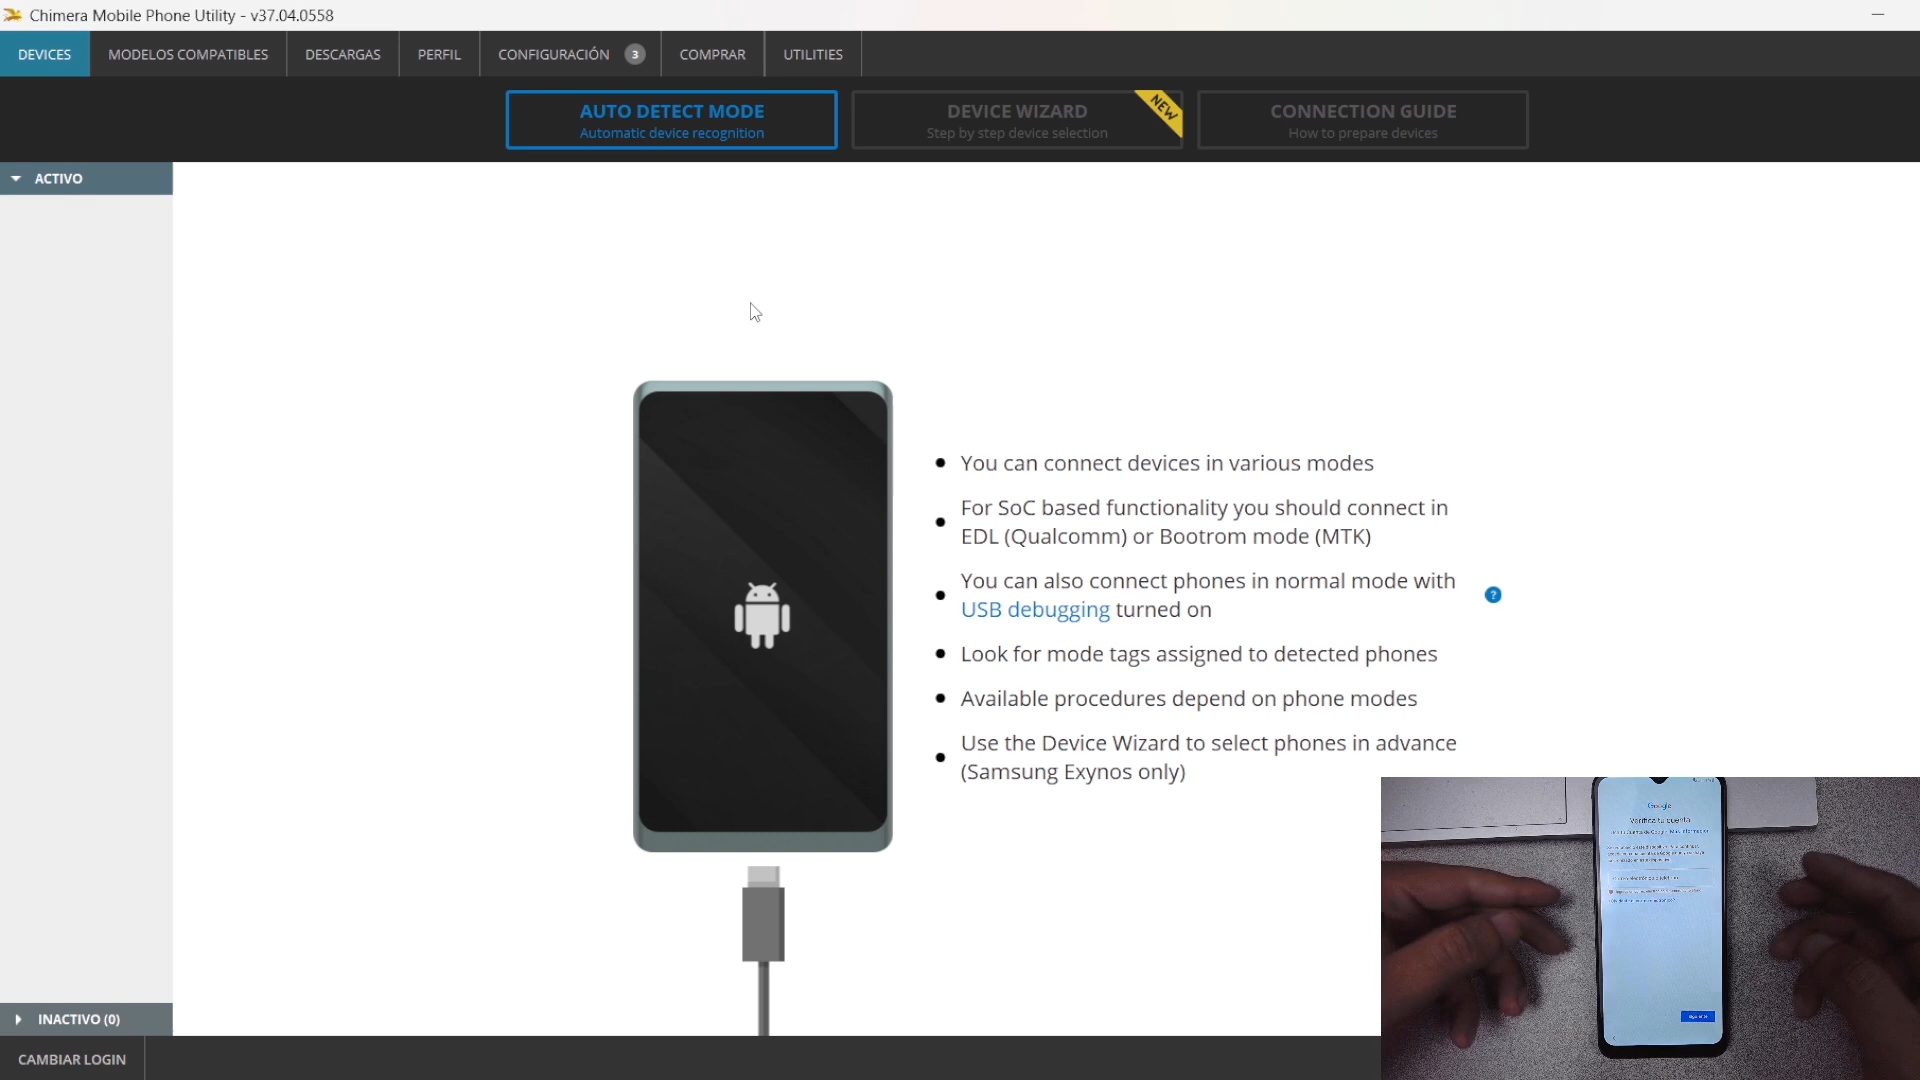 Chimera Mobile Phone Utility - v37.04.0558
DEVICES
MODELOS COMPATIBLES
DESCARGAS
PERFIL
CONFIGURACIÓN 3
COMPRAR
UTILITIES
AUTO DETECT MODE
Automatic device recognition
DEVICE WIZARD
Step by step device selection
NEW
CONNECTION GUIDE
How to prepare devices
ACTIVO
You can connect devices in various modes
For SoC based functionality you should connect in
EDL (Qualcomm) or Bootrom mode (MTK)
You can also connect phones in normal mode with
USB debugging turned on
?
Look for mode tags assigned to detected phones
Available procedures depend on phone modes
Use the Device Wizard to select phones in advance
(Samsung Exynos only)
Google
Verifica tu cuenta
Siguiente
INACTIVO (0)
CAMBIAR LOGIN